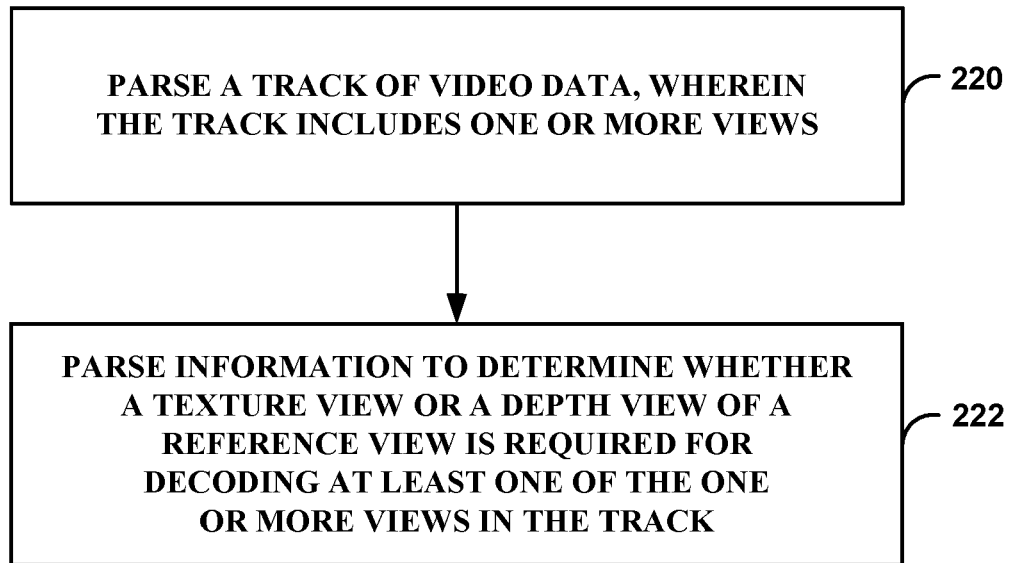 PARSE A TRACK OF VIDEO DATA, WHEREIN
THE TRACK INCLUDES ONE OR MORE VIEWS
220
PARSE INFORMATION TO DETERMINE WHETHER
A TEXTURE VIEW OR A DEPTH VIEW OF A
REFERENCE VIEW IS REQUIRED FOR
DECODING AT LEAST ONE OF THE ONE
OR MORE VIEWS IN THE TRACK
222